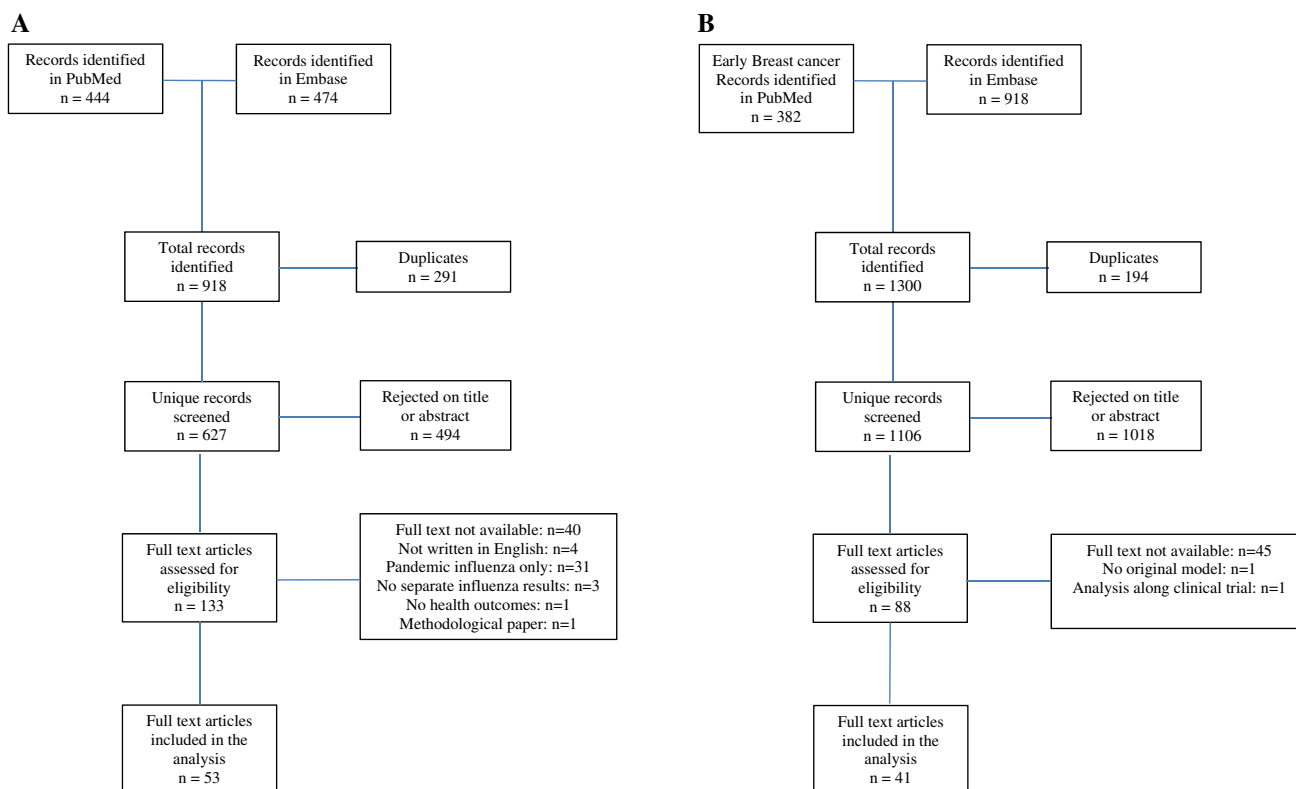 A
Records identified
in PubMed
n = 444
Records identified
in Embase
n = 474
Total records
identified
n = 918
Duplicates
n = 291
Unique records
screened
n = 627
Rejected on title
or abstract
n = 494
Full text articles
assessed for
eligibility
n = 133
Full text not available: n=40
Not written in English: n=4
Pandemic influenza only: n=31
No separate influenza results: n=3
No health outcomes: n=1
Methodological paper: n=1
Full text articles
included in the
analysis
n = 53
B
Early Breast cancer
Records identified
in PubMed
n = 382
Records identified
in Embase
n = 918
Total records
identified
n = 1300
Duplicates
n = 194
Unique records
screened
n = 1106
Rejected on title
or abstract
n = 1018
Full text articles
assessed for
eligibility
n = 88
Full text not available: n=45
No original model: n=1
Analysis along clinical trial: n=1
Full text articles
included in the
analysis
n = 41